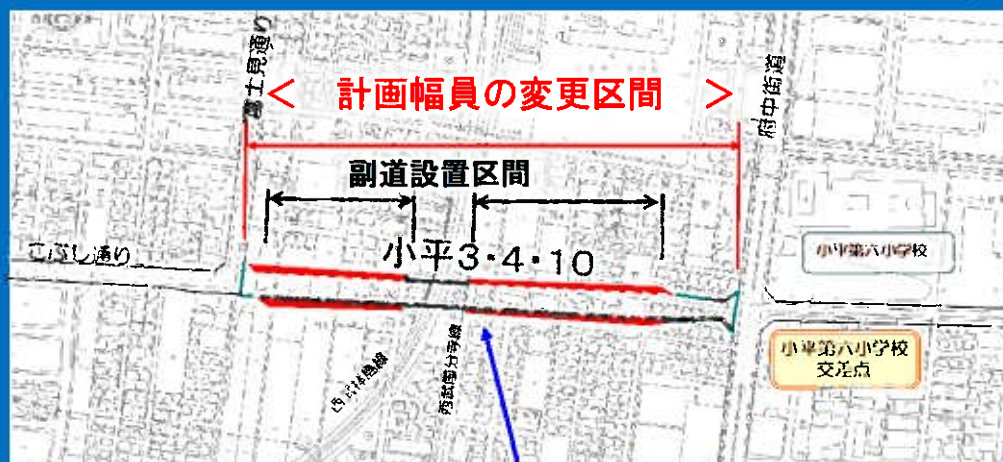 富士見通り
< 計画幅員の変更区間 >
府中街道
副道設置区間
こぶし通り
小平3・4・10
小平第六小学校
小平第六小学校
交差点
西武多摩湖線
西武国分寺線